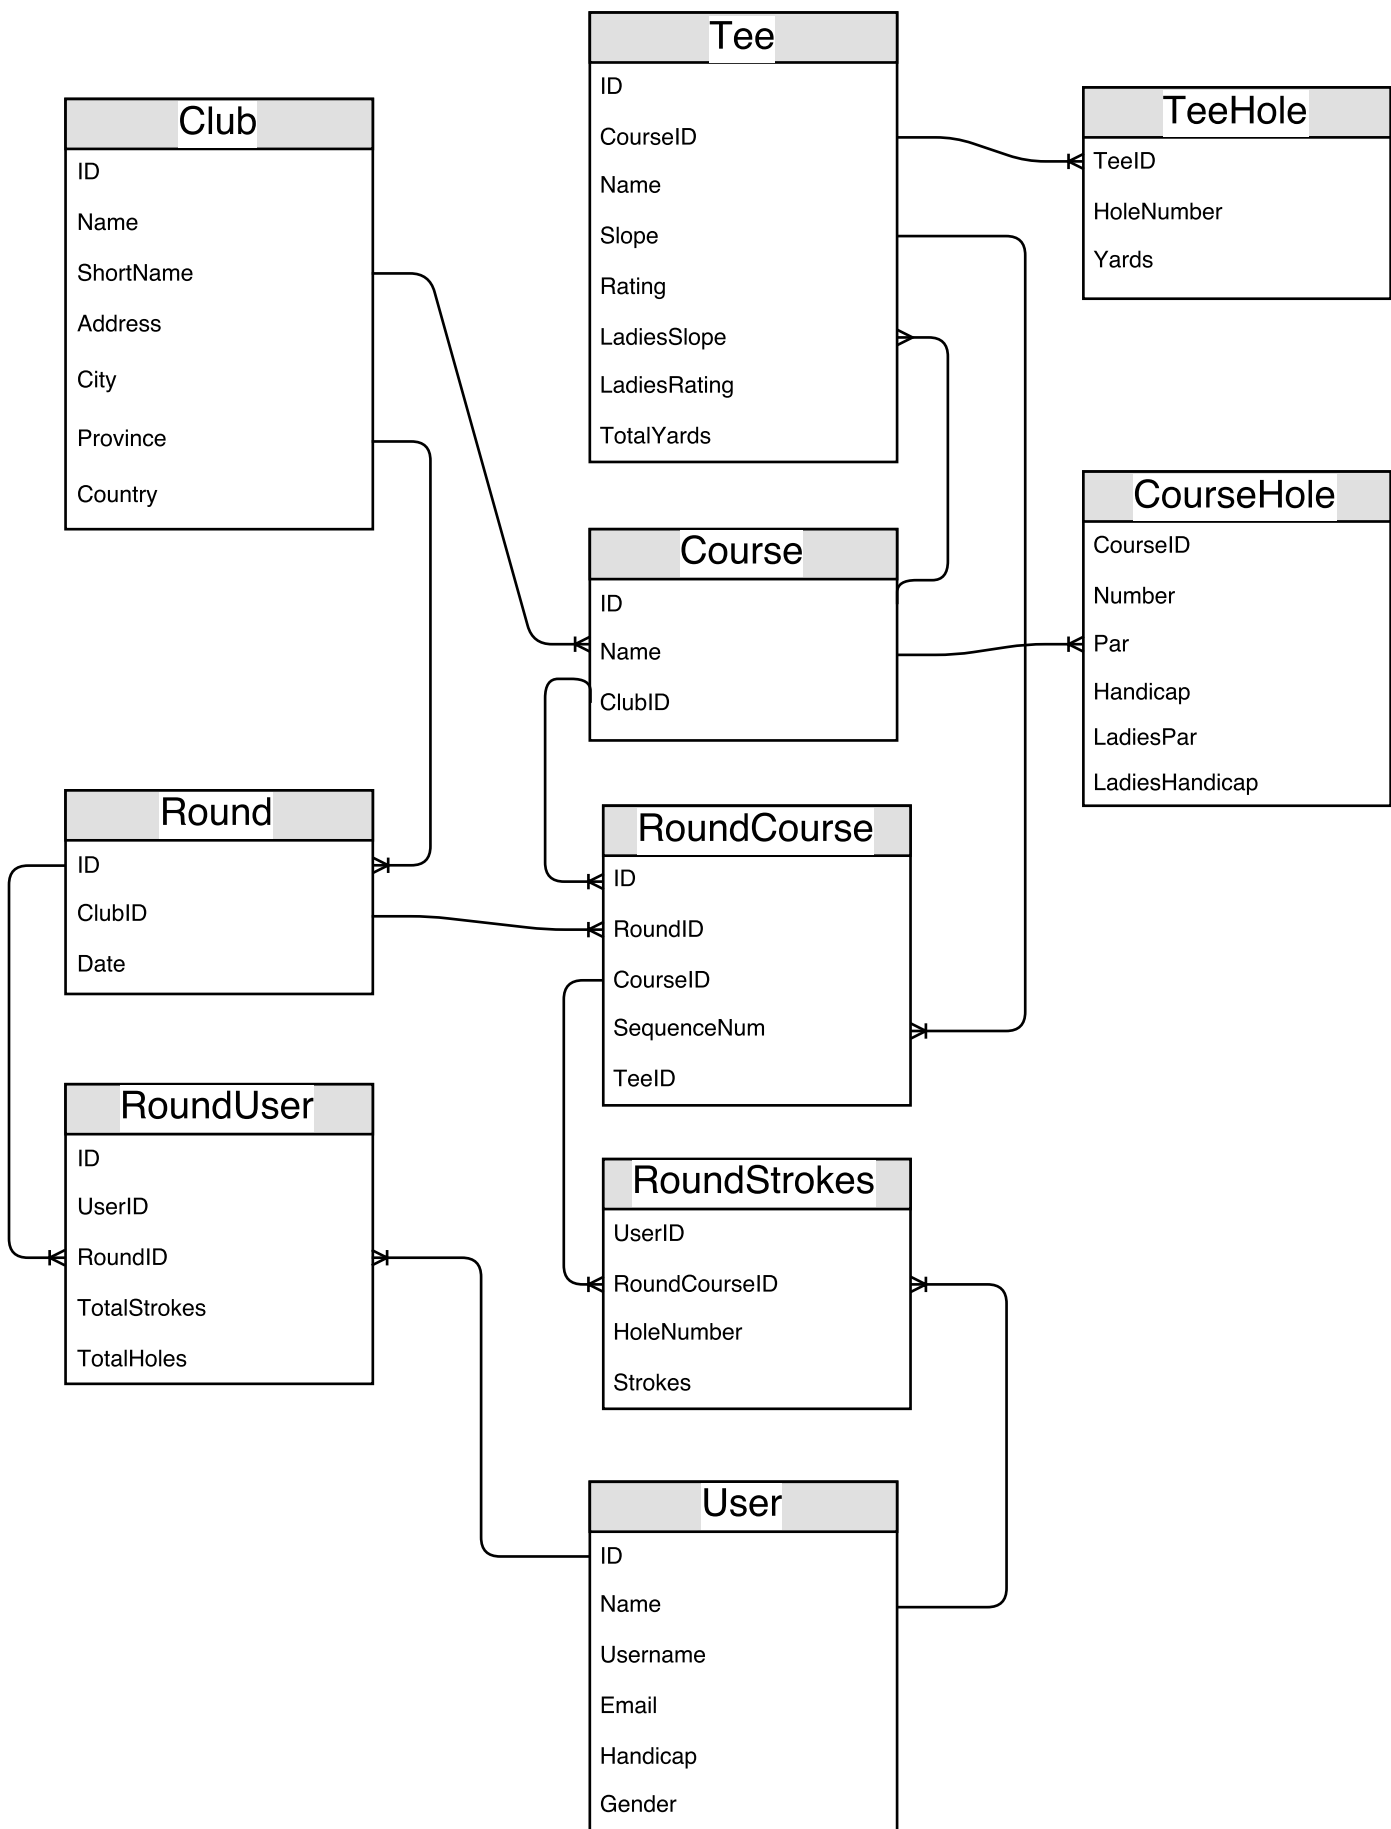 Club
ID
Name
ShortName
Address
City
Province
Country
Tee
ID
CourseID
Name
Slope
Rating
LadiesSlope
LadiesRating
TotalYards
TeeHole
TeeID
HoleNumber
Yards
Course
ID
Name
ClubID
CourseHole
CourseID
Number
Par
Handicap
LadiesPar
LadiesHandicap
Round
ID
ClubID
Date
RoundCourse
ID
RoundID
CourseID
SequenceNum
TeeID
RoundUser
ID
UserID
RoundID
TotalStrokes
TotalHoles
RoundStrokes
UserID
RoundCourseID
HoleNumber
Strokes
User
ID
Name
Username
Email
Handicap
Gender